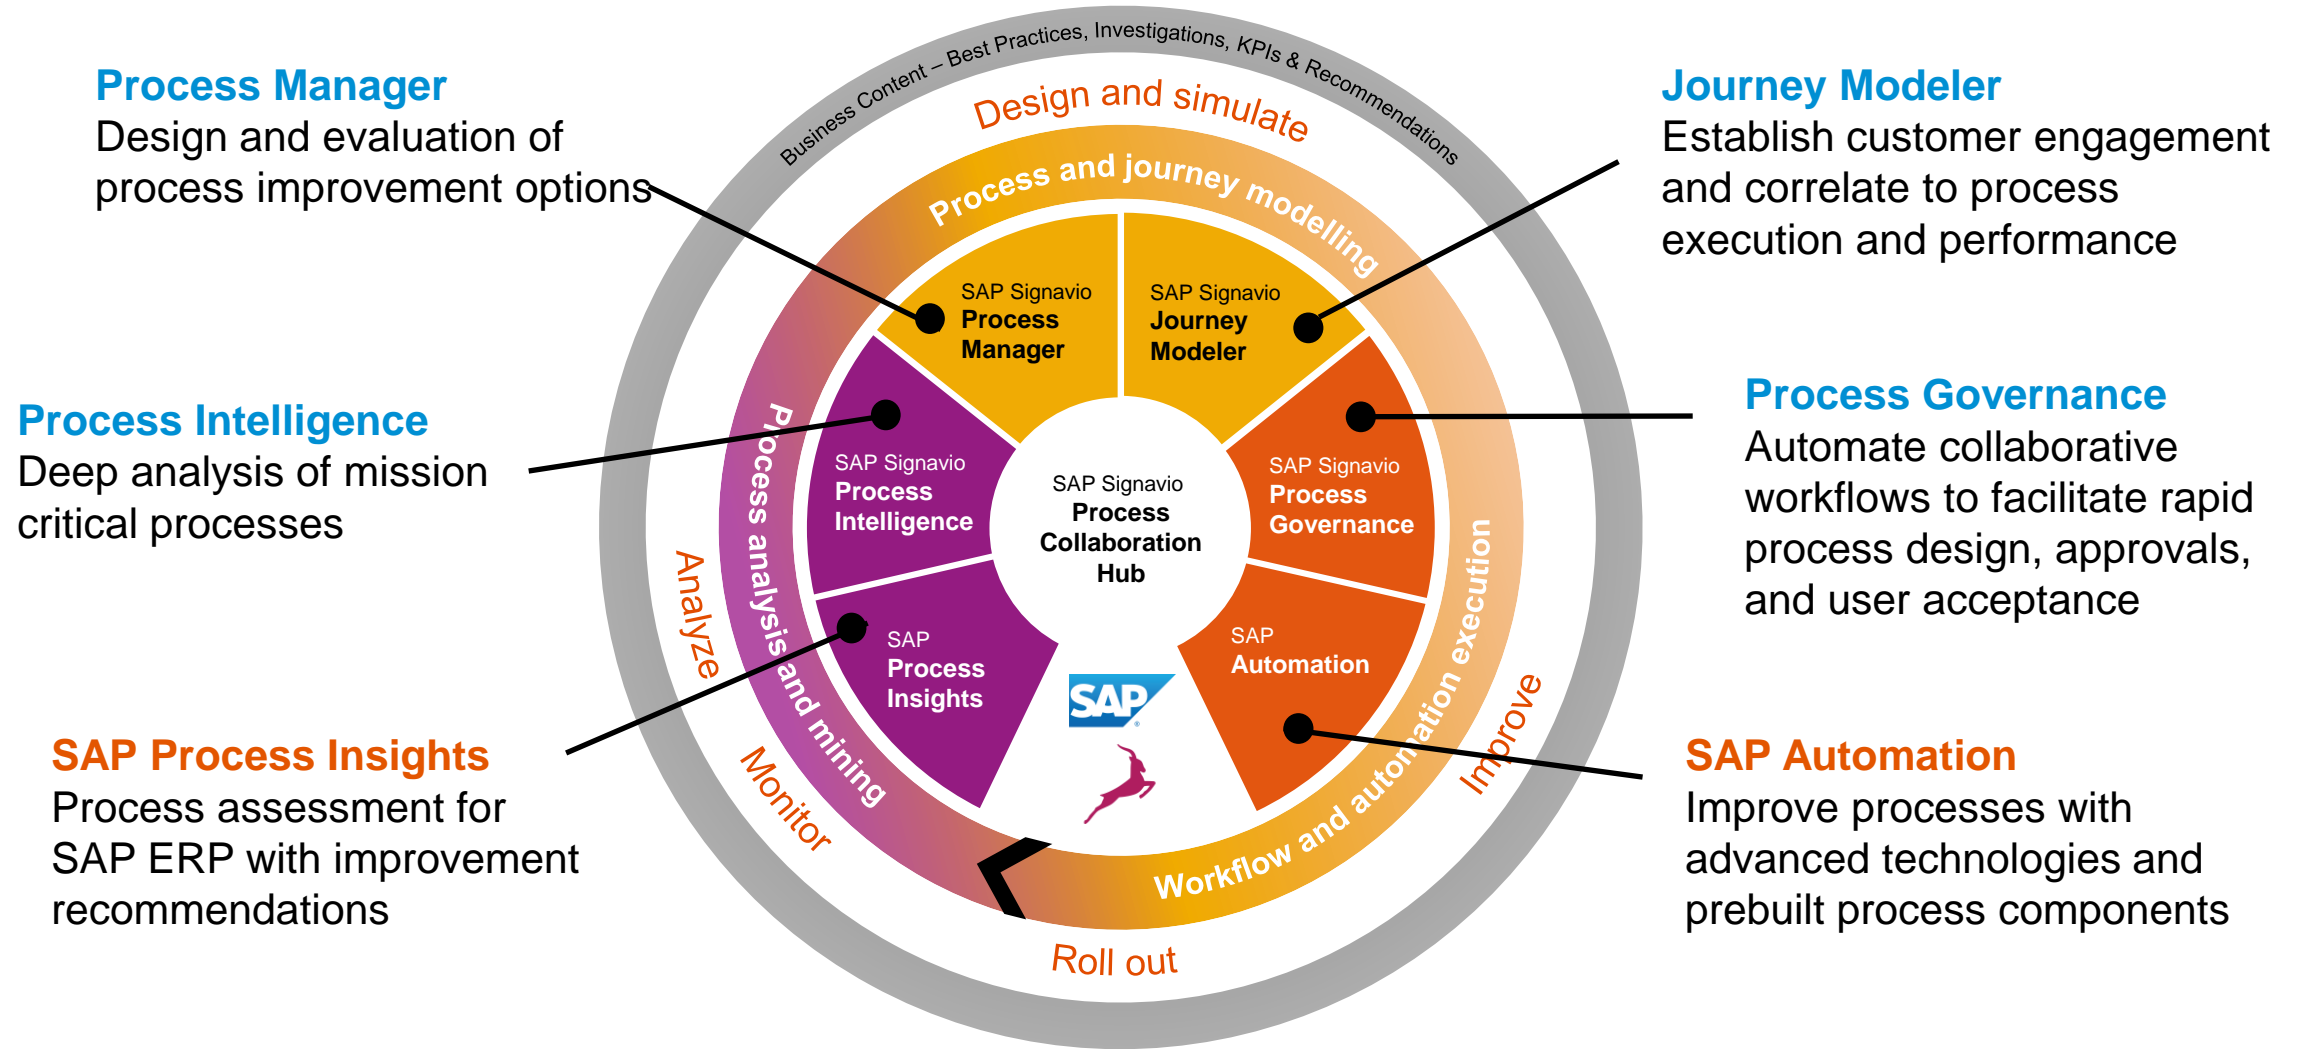 Business Content – Best Practices, Investigations, KPIs & Recommendations
Design and simulate
Process and journey modelling
Process Manager
Design and evaluation of
process improvement options
Journey Modeler
Establish customer engagement
and correlate to process
execution and performance
SAP Signavio
Process
Manager
SAP Signavio
Journey
Modeler
Process Intelligence
Deep analysis of mission
critical processes
Process Governance
Automate collaborative
workflows to facilitate rapid
process design, approvals,
and user acceptance
Process analysis and mining
SAP Signavio
Process
Intelligence
SAP Signavio
Process
Collaboration
Hub
SAP Signavio
Process
Governance
Workflow and automation execution
Analyze
SAP
Process
Insights
SAP
Automation
SAP
®
Improve
Monitor
SAP Process Insights
Process assessment for
SAP ERP with improvement
recommendations
SAP Automation
Improve processes with
advanced technologies and
prebuilt process components
Roll out